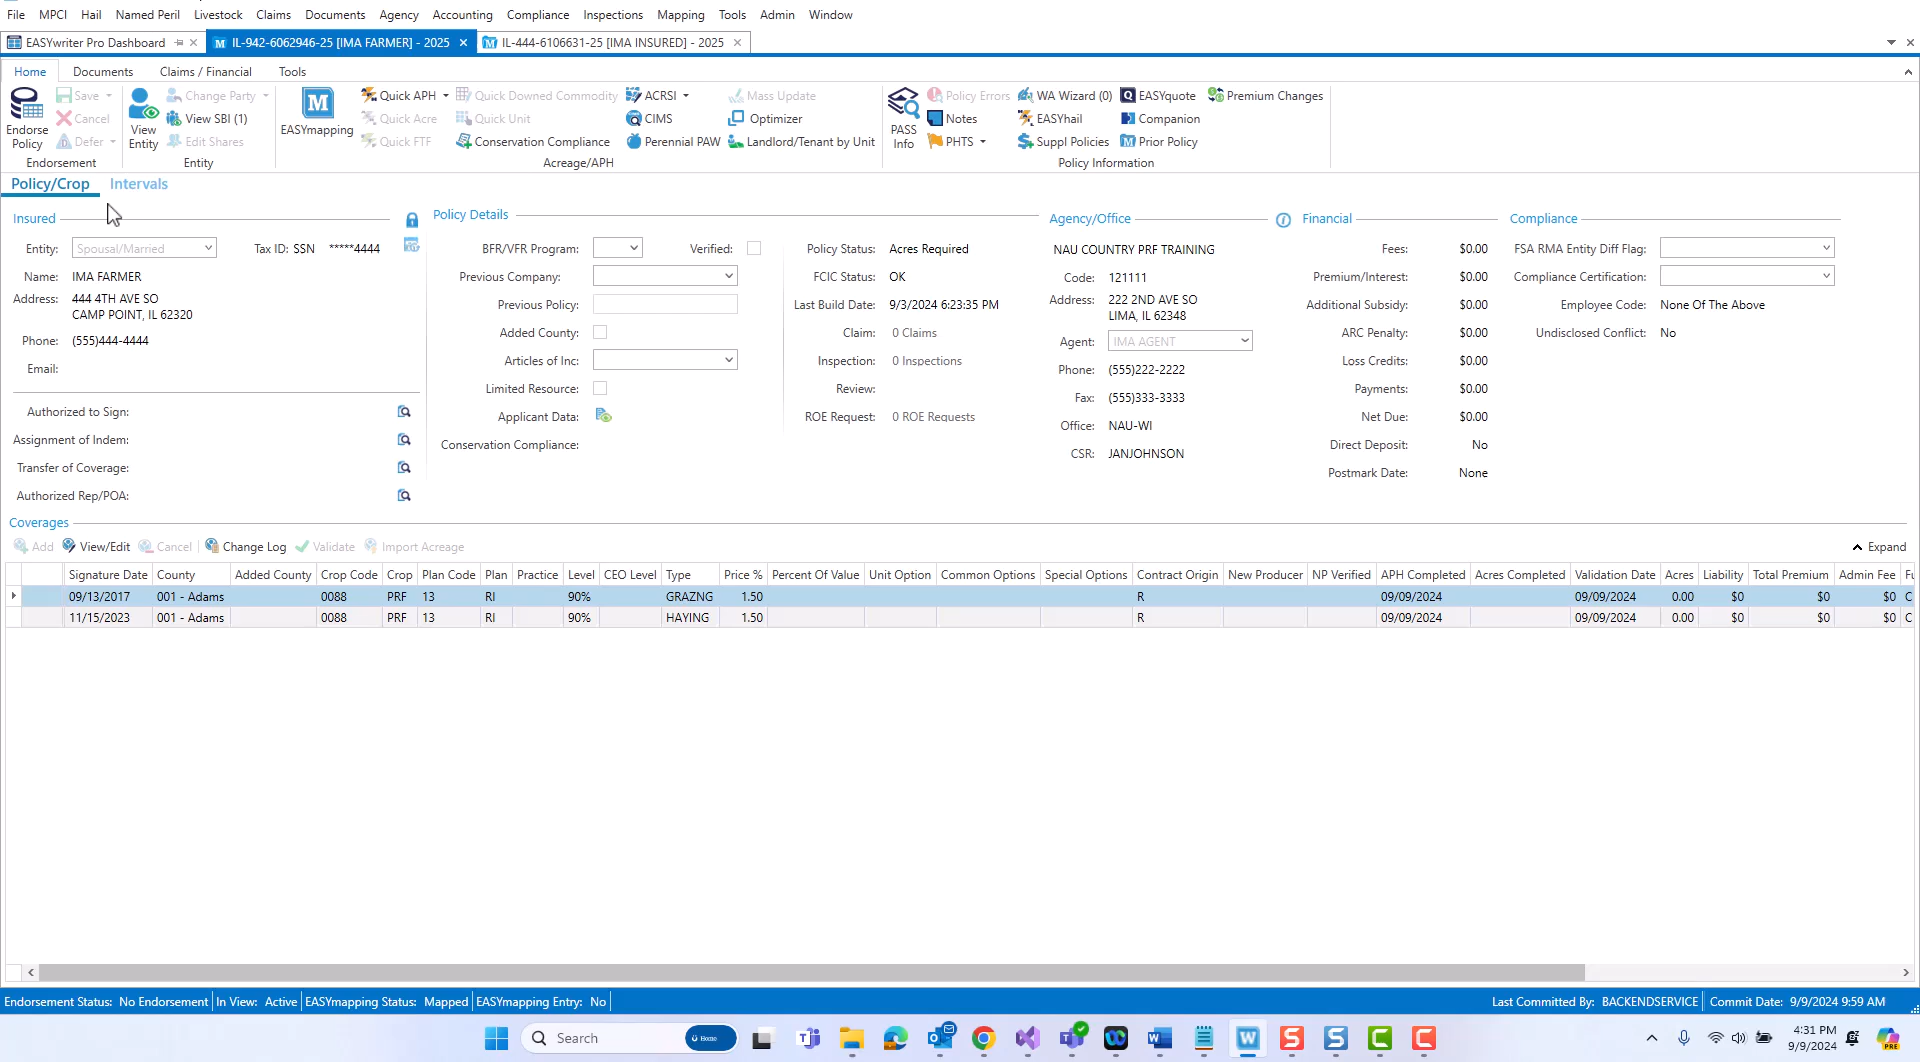 File MPCI Hail Named Peril Livestock Claims Documents Agency Accounting Compliance Inspections Mapping Tools Admin Window
EASYwriter Pro Dashboard IL-942-6062946-25 [IMA FARMER] - 2025 IL-444-6106631-25 [IMA INSURED] - 2025
Home Documents Claims / Financial Tools
Save Change Party Quick APH Quick Downed Commodity ACRSI Mass Update Policy Errors WA Wizard (0) EASYquote Premium Changes
Cancel View SBI (1) Quick Acre Quick Unit CIMS Optimizer Notes EASYhail Companion
Endorse Policy Defer View Entity Edit Shares EASYmapping Quick FTF Conservation Compliance Perennial PAW Landlord/Tenant by Unit PASS Info PHTS Suppl Policies Prior Policy
Endorsement Entity Acreage/APH Policy Information
Policy/Crop Intervals
Insured Policy Details Agency/Office Financial Compliance
Entity: Spousal/Married Tax ID: SSN *****4444 BFR/VFR Program: Verified: Policy Status: Acres Required NAU COUNTRY PRF TRAINING Fees: $0.00 FSA RMA Entity Diff Flag:
Name: IMA FARMER Previous Company: FCIC Status: OK Code: 121111 Premium/Interest: $0.00 Compliance Certification:
Address: 444 4TH AVE SO Previous Policy: Last Build Date: 9/3/2024 6:23:35 PM Address: 222 2ND AVE SO Additional Subsidy: $0.00 Employee Code: None Of The Above
CAMP POINT, IL 62320 LIMA, IL 62348
Phone: (555)444-4444 Added County: Claim: 0 Claims Agent: IMA AGENT ARC Penalty: $0.00 Undisclosed Conflict: No
Email: Articles of Inc: Inspection: 0 Inspections Phone: (555)222-2222 Loss Credits: $0.00
Limited Resource: Review: Fax: (555)333-3333 Payments: $0.00
Authorized to Sign: Applicant Data: ROE Request: 0 ROE Requests Office: NAU-WI Net Due: $0.00
Assignment of Indem: Conservation Compliance: CSR: JANJOHNSON Direct Deposit: No
Transfer of Coverage: Postmark Date: None
Authorized Rep/POA:
Coverages
Add View/Edit Cancel Change Log Validate Import Acreage Expand
Signature Date County Added County Crop Code Crop Plan Code Plan Practice Level CEO Level Type Price % Percent Of Value Unit Option Common Options Special Options Contract Origin New Producer NP Verified APH Completed Acres Completed Validation Date Acres Liability Total Premium Admin Fee
09/13/2017 001 - Adams 0088 PRF 13 RI 90% GRAZNG 1.50 R 09/09/2024 09/09/2024 0.00 $0 $0 $0 C
11/15/2023 001 - Adams 0088 PRF 13 RI 90% HAYING 1.50 R 09/09/2024 09/09/2024 0.00 $0 $0 $0 C
Endorsement Status: No Endorsement In View: Active EASYmapping Status: Mapped EASYmapping Entry: No Last Committed By: BACKENDSERVICE Commit Date: 9/9/2024 9:59 AM
Search Home 4:31 PM
9/9/2024